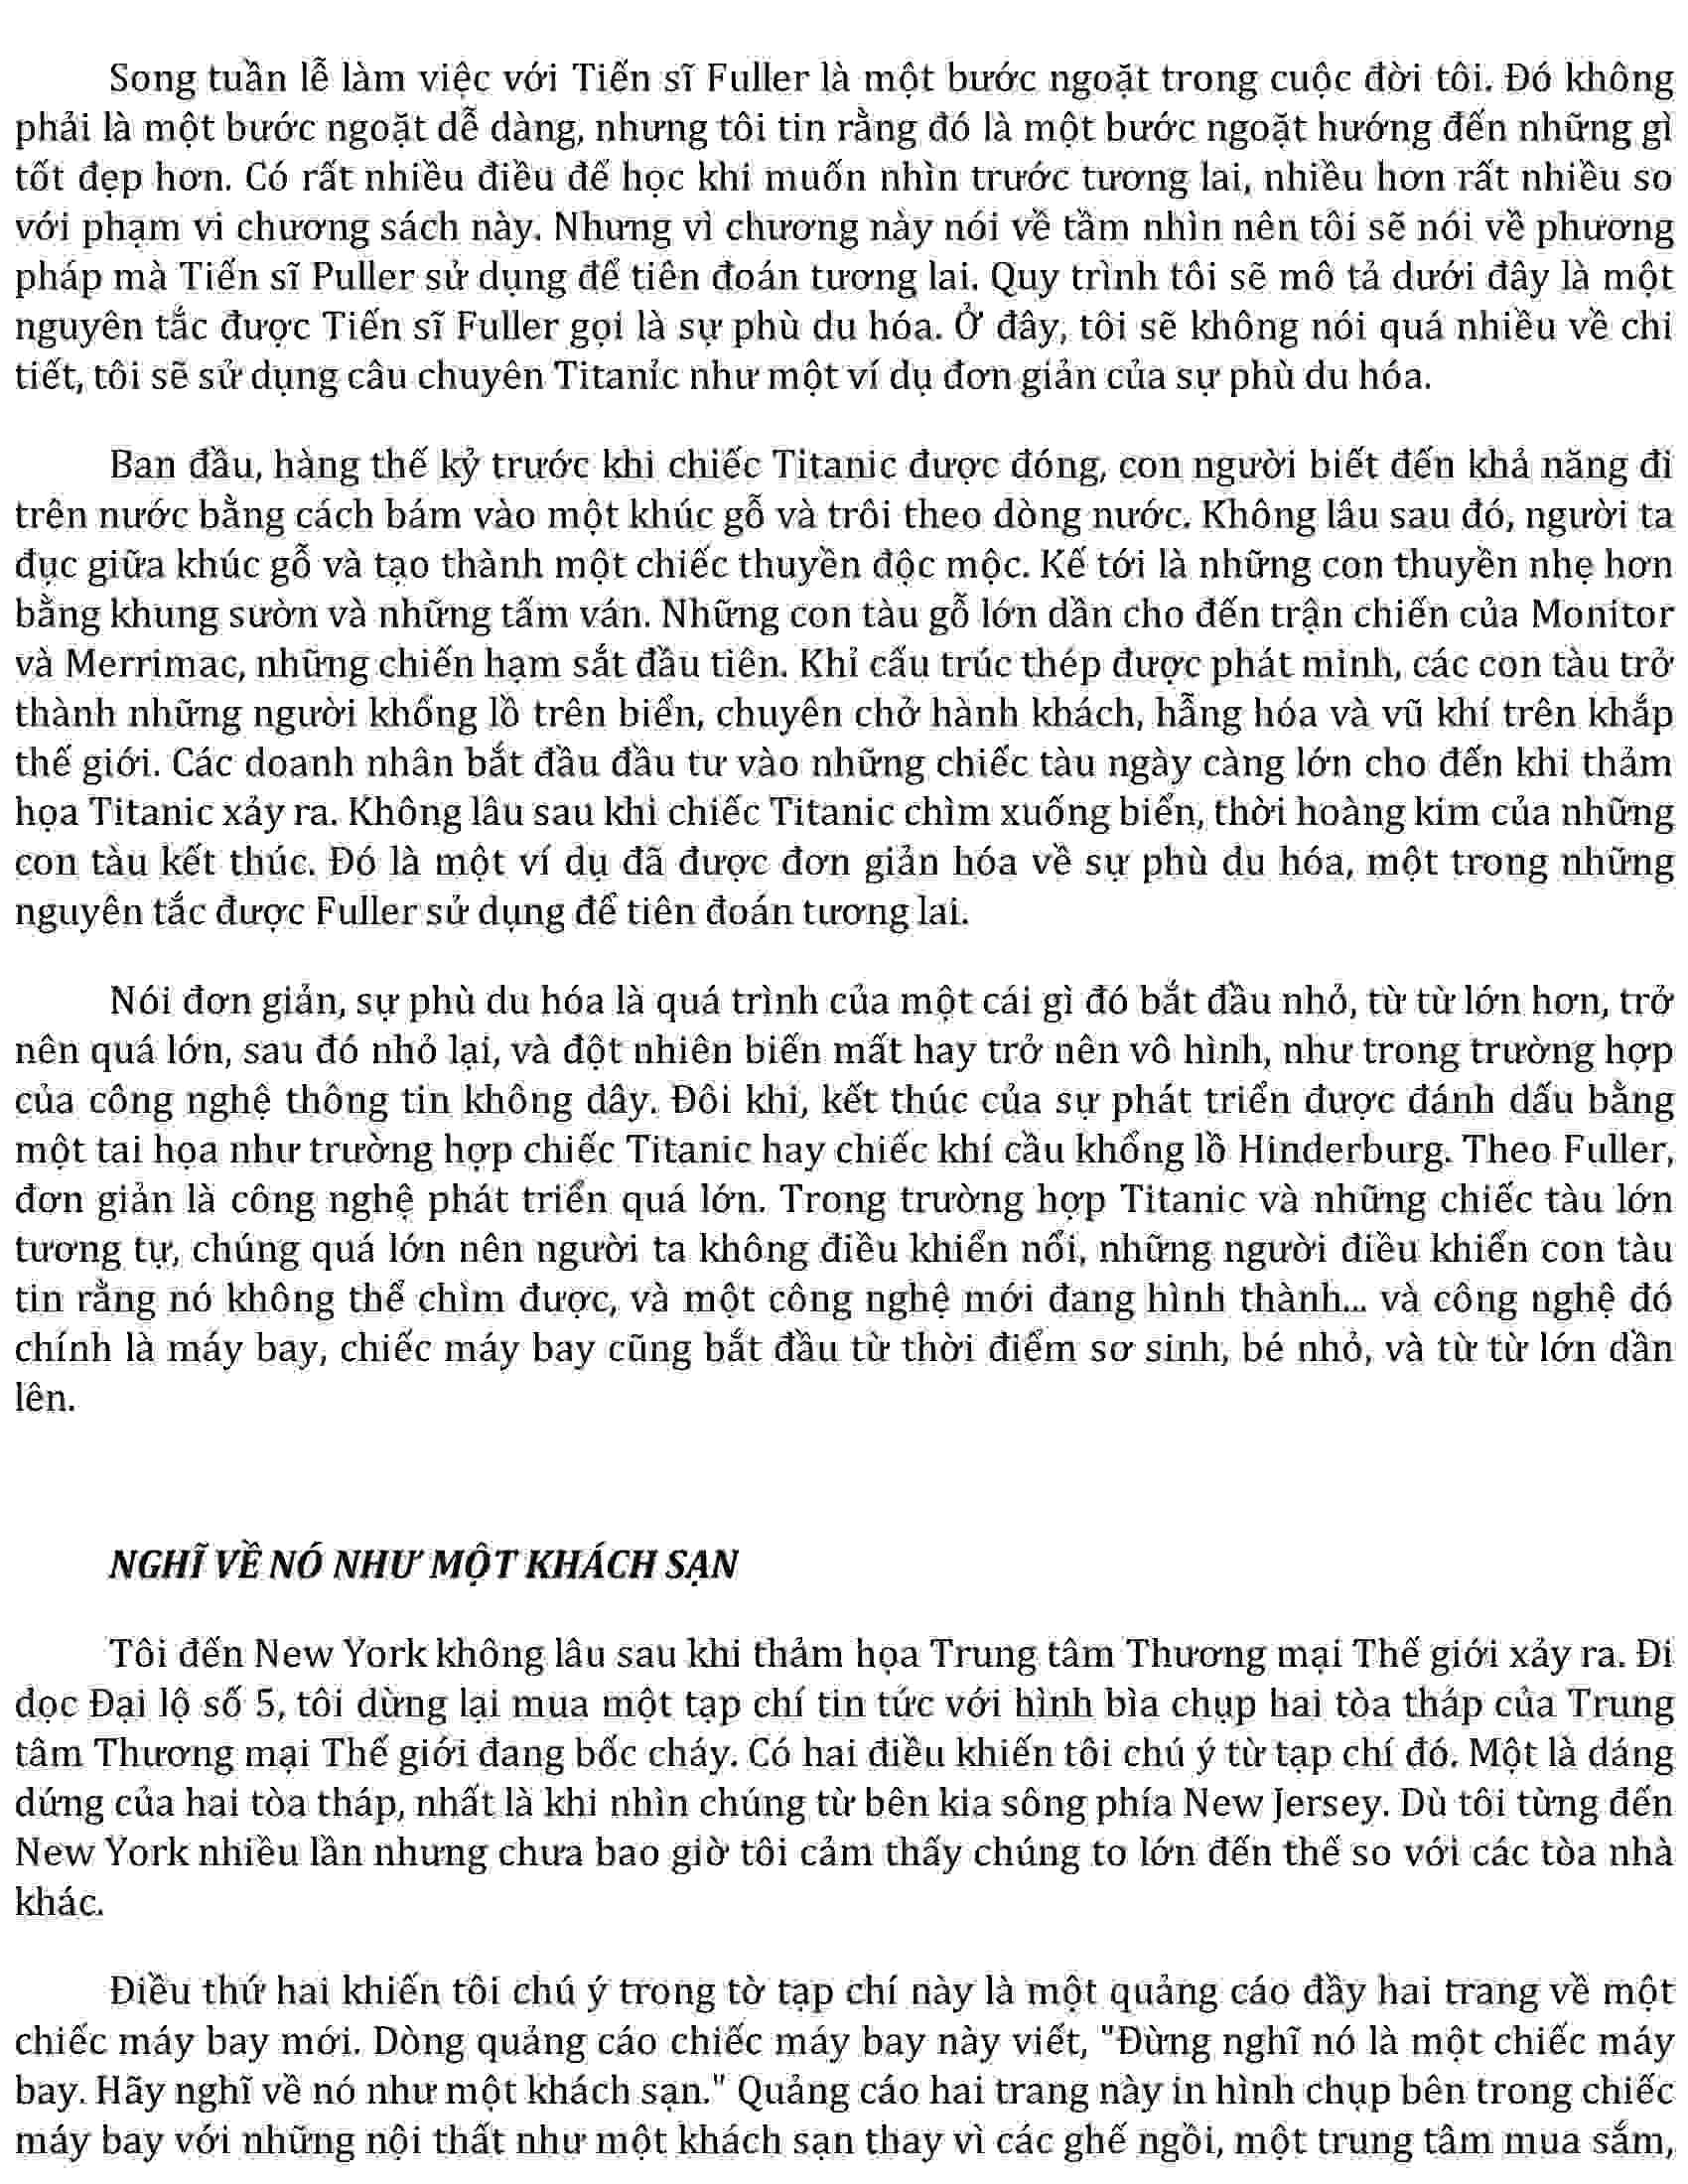 Song tuần lễ làm việc với Tiến sĩ Fuller là một bước ngoặt trong cuộc đời tôi. Đó không
phải là một bước ngoặt dễ dàng, nhưng tôi tin rằng đó là một bước ngoặt hướng đến những gì
tốt đẹp hơn. Có rất nhiều điều để học khi muốn nhìn trước tương lai, nhiều hơn rất nhiều so
với phạm vi chương sách này. Nhưng vì chương này nói về tầm nhìn nên tôi sẽ nói về phương
pháp mà Tiến sĩ Puller sử dụng để tiên đoán tương lai. Quy trình tôi sẽ mô tả dưới đây là một
nguyên tắc được Tiến sĩ Fuller gọi là sự phù du hóa. Ở đây, tôi sẽ không nói quá nhiều về chi
tiết, tôi sẽ sử dụng câu chuyên Titanic như một ví dụ đơn giản của sự phù du hóa.
Ban đầu, hàng thế kỷ trước khi chiếc Titanic được đóng, con người biết đến khả năng đi
trên nước bằng cách bám vào một khúc gỗ và trôi theo dòng nước. Không lâu sau đó, người ta
đục giữa khúc gỗ và tạo thành một chiếc thuyền độc mộc. Kế tới là những con thuyền nhẹ hơn
bằng khung sườn và những tấm ván. Những con tàu gỗ lớn dần cho đến trận chiến của Monitor
và Merrimac, những chiến hạm sắt đầu tiên. Khi cấu trúc thép được phát minh, các con tàu trở
thành những người khổng lồ trên biển, chuyên chở hành khách, hẵng hóa và vũ khí trên khắp
thế giới. Các doanh nhân bắt đầu đầu tư vào những chiếc tàu ngày càng lớn cho đến khi thảm
họa Titanic xảy ra. Không lâu sau khi chiếc Titanic chìm xuống biển, thời hoàng kim của những
con tàu kết thúc. Đó là một ví dụ đã được đơn giản hóa về sự phù du hóa, một trong những
nguyên tắc được Fuller sử dụng để tiên đoán tương lai.
Nói đơn giản, sự phù du hóa là quá trình của một cái gì đó bắt đầu nhỏ, từ từ lớn hơn, trở
nên quá lớn, sau đó nhỏ lại, và đột nhiên biến mất hay trở nên vô hình, như trong trường hợp
của công nghệ thông tin không dây. Đôi khi, kết thúc của sự phát triển được đánh dấu bằng
một tai họa như trường hợp chiếc Titanic hay chiếc khí cầu khổng lồ Hinderburg. Theo Fuller,
đơn giản là công nghệ phát triển quá lớn. Trong trường hợp Titanic và những chiếc tàu lớn
tương tự, chúng quá lớn nên người ta không điều khiển nổi, những người điều khiển con tàu
tin rằng nó không thể chìm được, và một công nghệ mới đang hình thành... và công nghệ đó
chính là máy bay, chiếc máy bay cũng bắt đầu từ thời điểm sơ sinh, bé nhỏ, và từ từ lớn dần
lên.
NGHĨ VỀ NÓ NHƯ MỘT KHÁCH SẠN
Tôi đến New York không lâu sau khi thảm họa Trung tâm Thương mại Thế giới xảy ra. Đi
dọc Đại lộ số 5, tôi dừng lại mua một tạp chí tin tức với hình bìa chụp hai tòa tháp của Trung
tâm Thương mại Thế giới đang bốc cháy. Có hai điều khiến tôi chú ý từ tạp chí đó. Một là dáng
dứng của hai tòa tháp, nhất là khi nhìn chúng từ bên kia sông phía New Jersey. Dù tôi từng đến
New York nhiều lần nhưng chưa bao giờ tôi cảm thấy chúng to lớn đến thế so với các tòa nhà
khác.
Điều thứ hai khiến tôi chú ý trong tờ tạp chí này là một quảng cáo đầy hai trang về một
chiếc máy bay mới. Dòng quảng cáo chiếc máy bay này viết, "Đừng nghĩ nó là một chiếc máy
bay. Hãy nghĩ về nó như một khách sạn." Quảng cáo hai trang này in hình chụp bên trong chiếc
máy bay với những nội thất như một khách sạn thay vì các ghế ngồi, một trung tâm mua sắm,